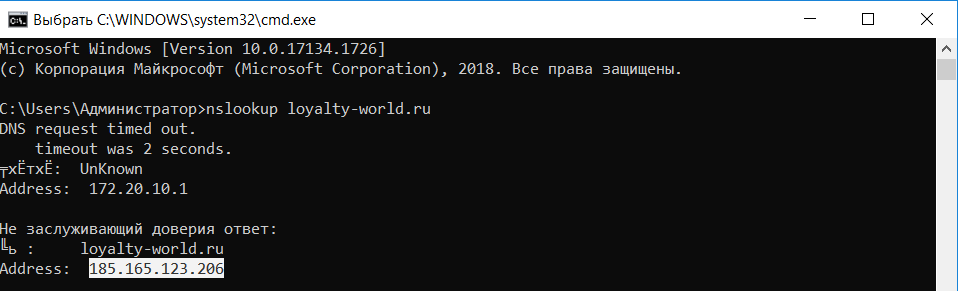 Выбрать C:\WINDOWS\system32\cmd.exe
Microsoft Windows [Version 10.0.17134.1726]
(c) Корпорация Майкрософт (Microsoft Corporation), 2018. Все права защищены.
C:\Users\Администратор>nslookup loyalty-world.ru
DNS request timed out.
timeout was 2 seconds.
╤хЁтхЁ: UnKnown
Address: 172.20.10.1
Не заслуживающий доверия ответ:
╚ь : loyalty-world.ru
Address: 185.165.123.206